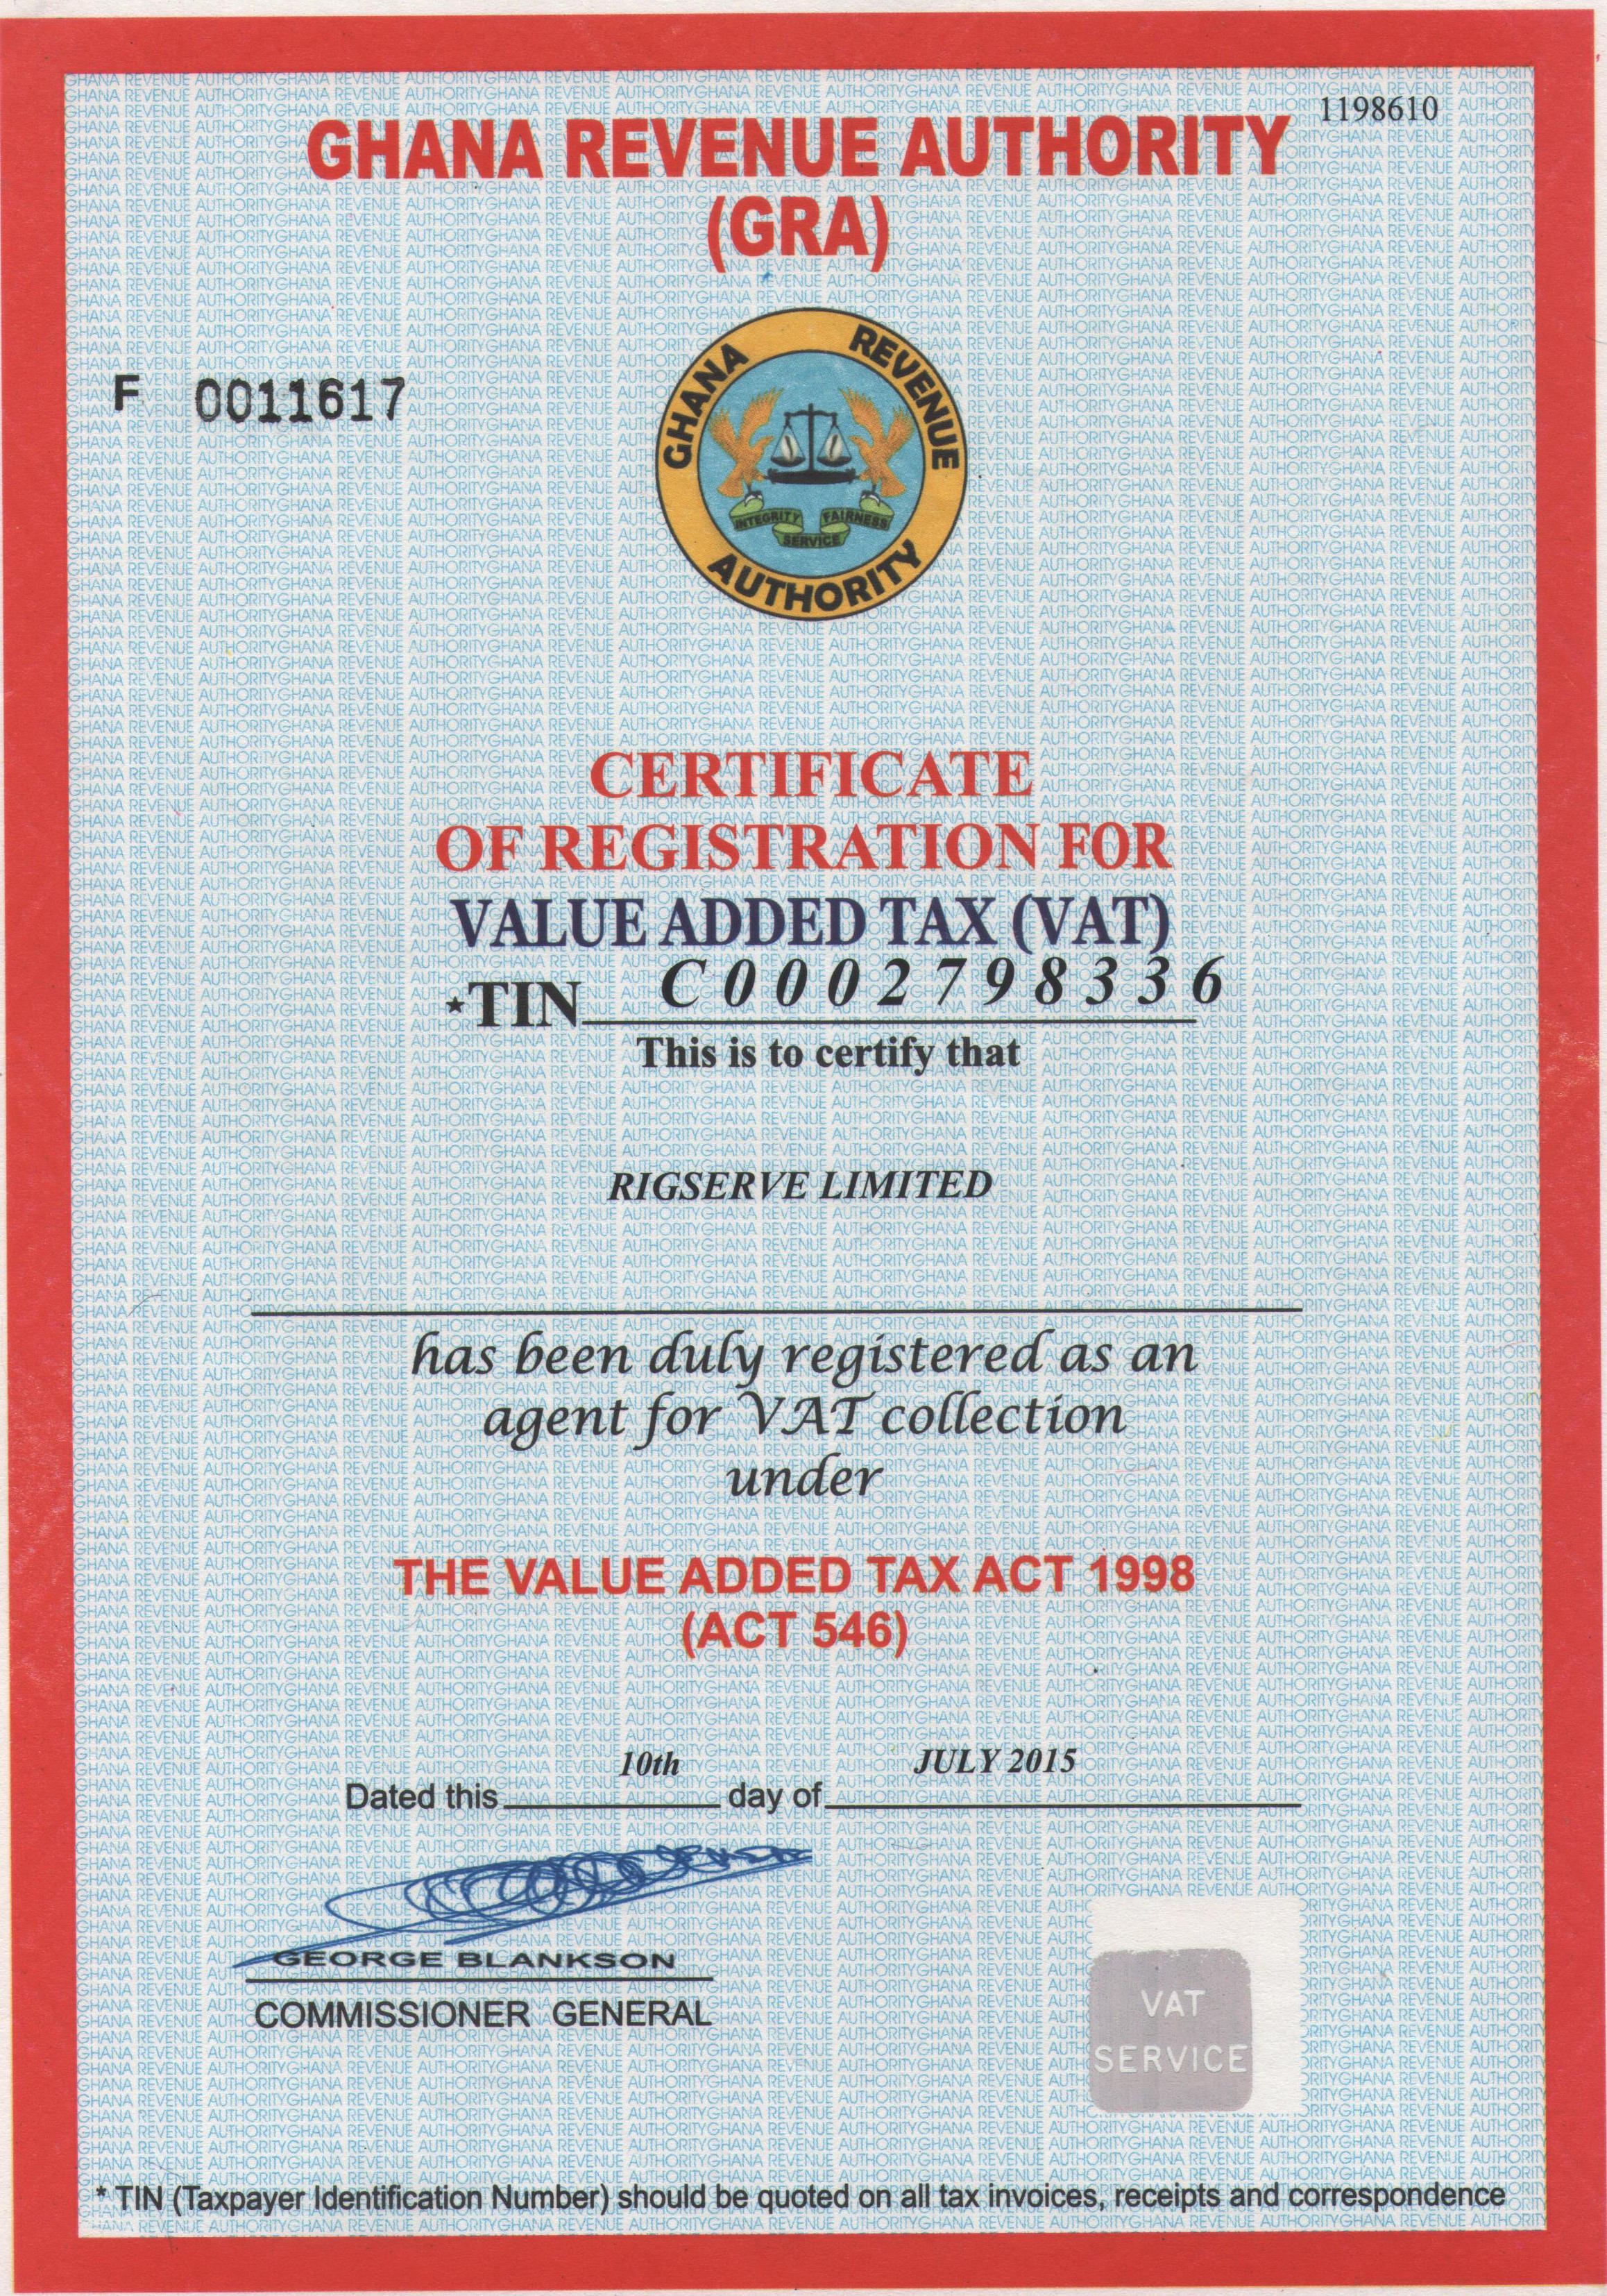 1198610
GHANA REVENUE AUTHORITY
(GRA)
F 0011617
GHANA REVENUE
INTEGRITY FAIRNESS
SERVICE
AUTHORITY
CERTIFICATE
OF REGISTRATION FOR
VALUE ADDED TAX (VAT)
*TIN C0002798336
This is to certify that
RIGSERVE LIMITED
has been duly registered as an
agent for VAT collection
under
THE VALUE ADDED TAX ACT 1998
(ACT 546)
Dated this 10th day of JULY 2015
GEORGE BLANKSON
COMMISSIONER GENERAL
VAT
SERVICE
* TIN (Taxpayer Identification Number) should be quoted on all tax invoices, receipts and correspondence